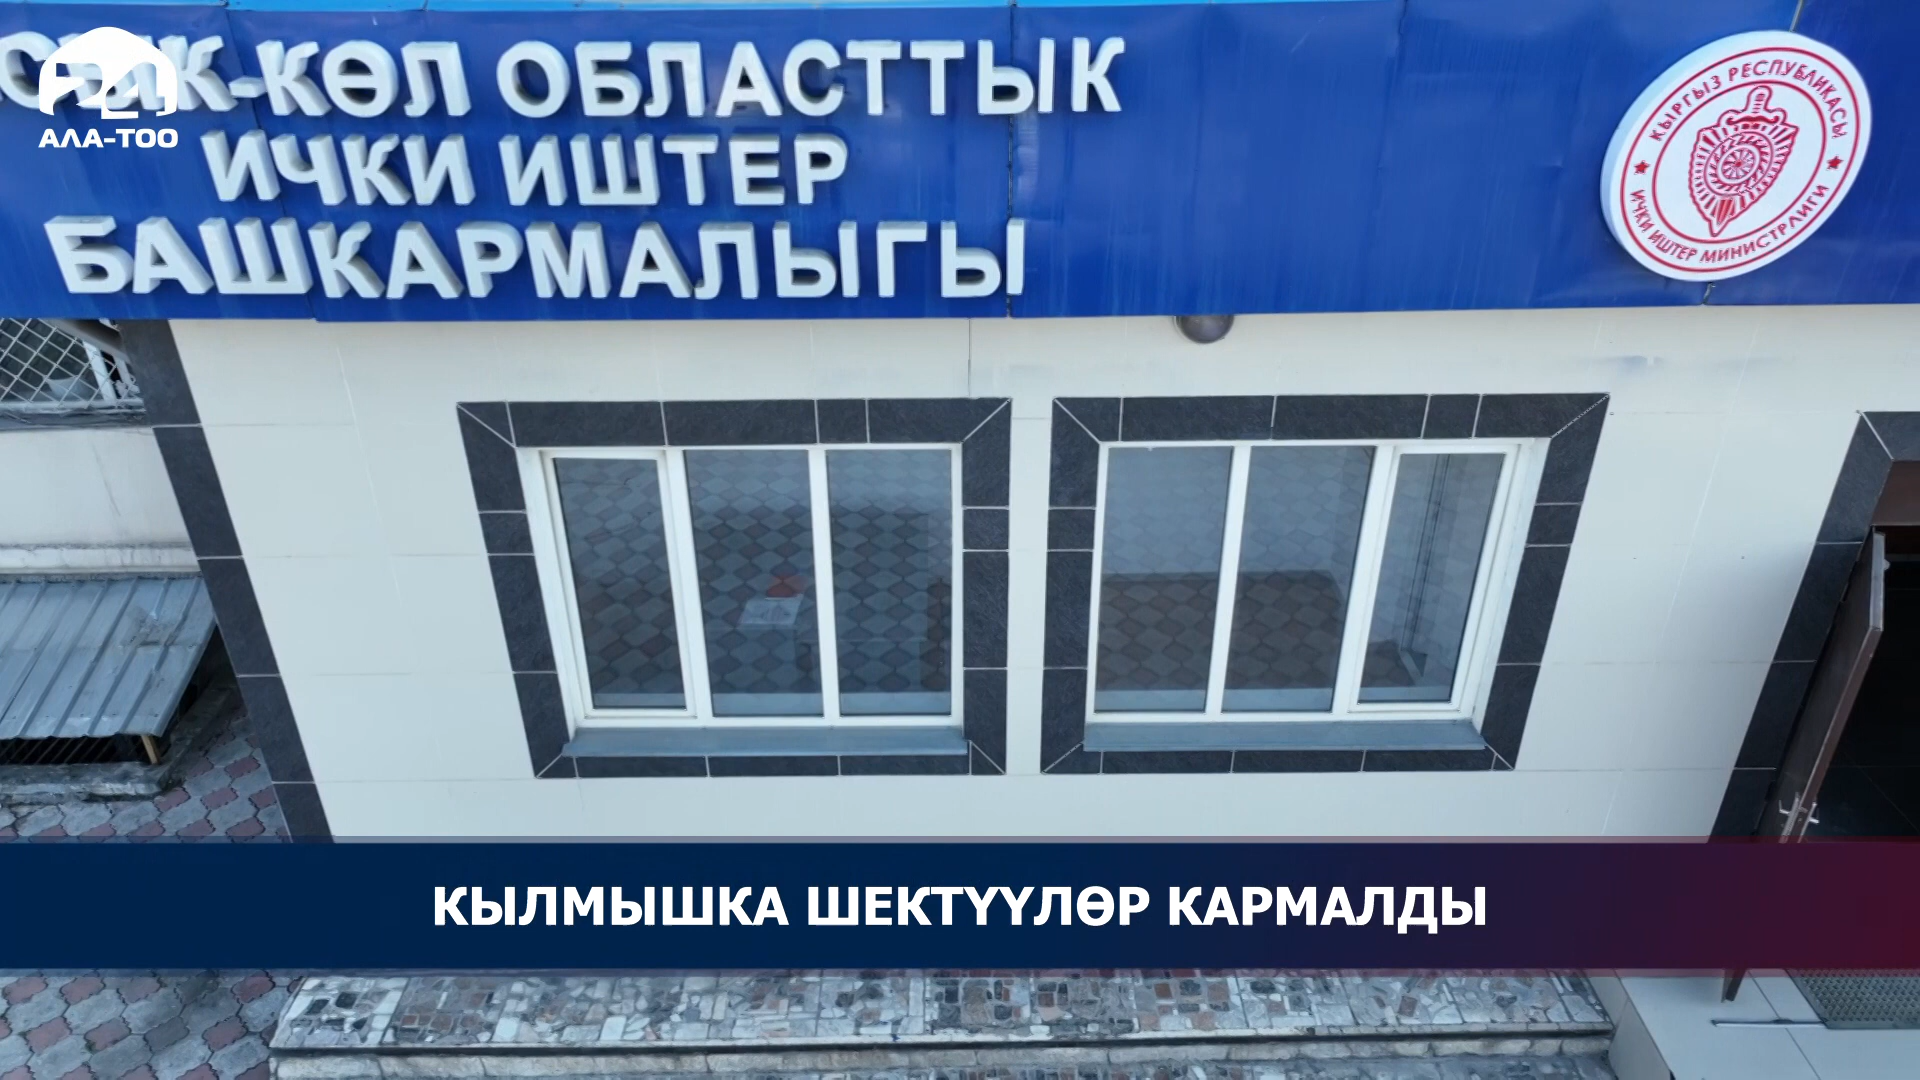 АЛА-ТОО
-КӨЛ ОБЛАСТТЫК
ИЧКИ ИШТЕР
БАШКАРМАЛЫГЫ
КЫРГЫЗ РЕСПУБЛИКАСЫ
ИЧКИ ИШТЕР МИНИСТРЛИГИ
КЫЛМЫШКА ШЕКТҮҮЛӨР КАРМАЛДЫ